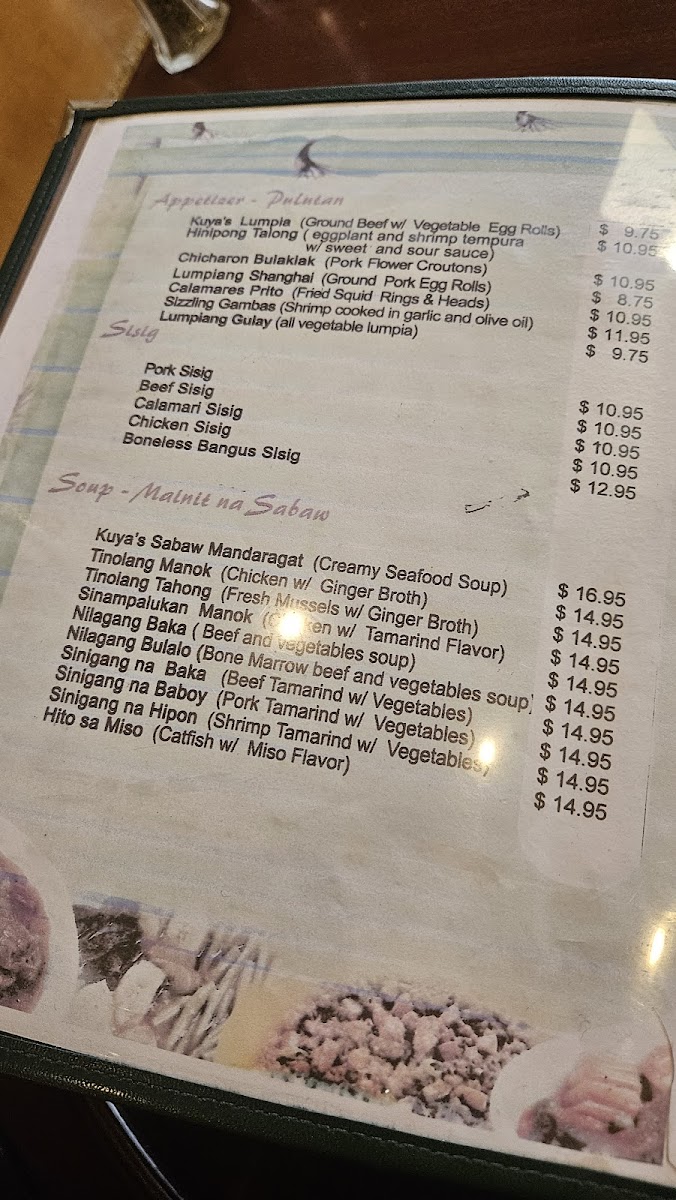 Appetizer - Pulutan
Kuya's Lumpia (Ground Beef w/ Vegetable Egg Rolls) $ 9.75
Hinipong Talong ( eggplant and shrimp tempura $ 10.95
w/ sweet and sour sauce)
Chicharon Bulaklak (Pork Flower Croutons) $ 10.95
Lumpiang Shanghai (Ground Pork Egg Rolls) $ 8.75
Calamares Prito (Fried Squid Rings & Heads) $ 10.95
Sizzling Gambas (Shrimp cooked in garlic and olive oil) $ 11.95
Lumpiang Gulay (all vegetable lumpia) $ 9.75
Sisig
Pork Sisig $ 10.95
Beef Sisig $ 10.95
Calamari Sisig $ 10.95
Chicken Sisig $ 10.95
Boneless Bangus Sisig $ 12.95
Soup - Mainit na Sabaw
Kuya's Sabaw Mandaragat (Creamy Seafood Soup) $ 16.95
Tinolang Manok (Chicken w/ Ginger Broth) $ 14.95
Tinolang Tahong (Fresh Mussels w/ Ginger Broth) $ 14.95
Sinampalukan Manok (Chicken w/ Tamarind Flavor) $ 14.95
Nilagang Baka ( Beef and vegetables soup) $ 14.95
Nilagang Bulalo (Bone Marrow beef and vegetables soup) $ 14.95
Sinigang na Baka (Beef Tamarind w/ Vegetables) $ 14.95
Sinigang na Baboy (Pork Tamarind w/ Vegetables) $ 14.95
Sinigang na Hipon (Shrimp Tamarind w/ Vegetables) $ 14.95
Hito sa Miso (Catfish w/ Miso Flavor) $ 14.95